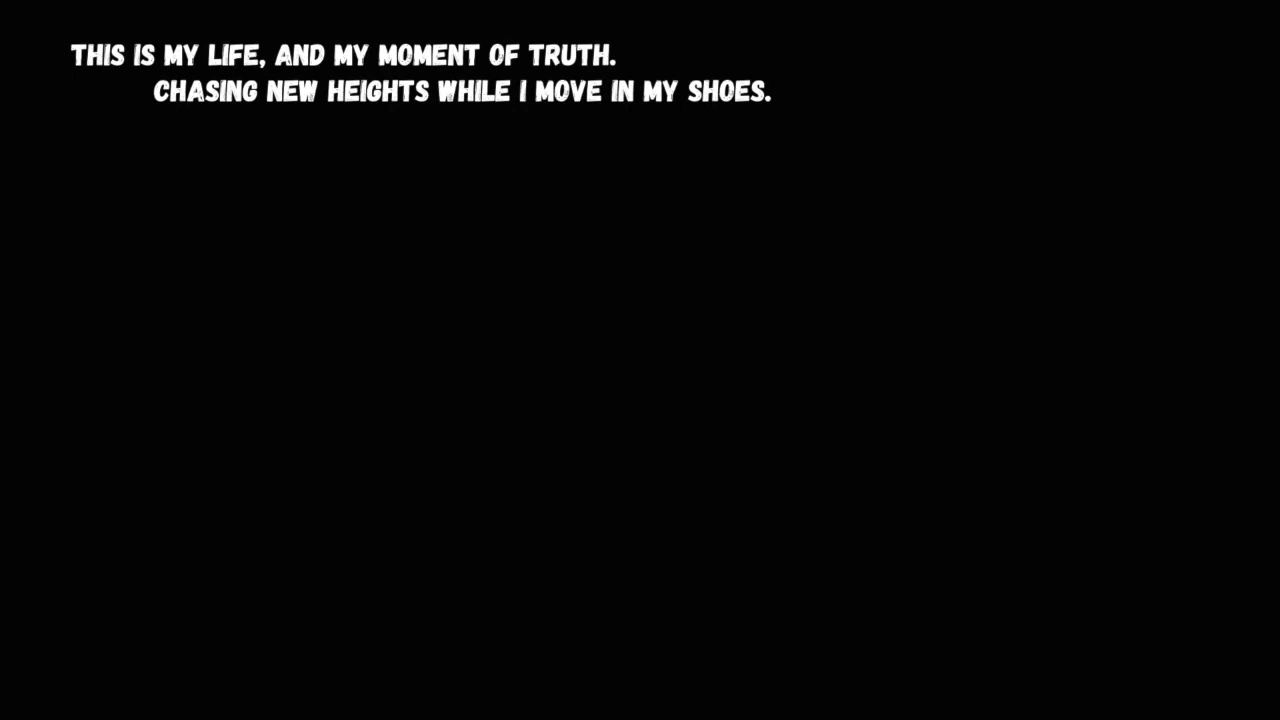 THIS IS MY LIFE, AND MY MOMENT OF TRUTH.
CHASING NEW HEIGHTS WHILE I MOVE IN MY SHOES.